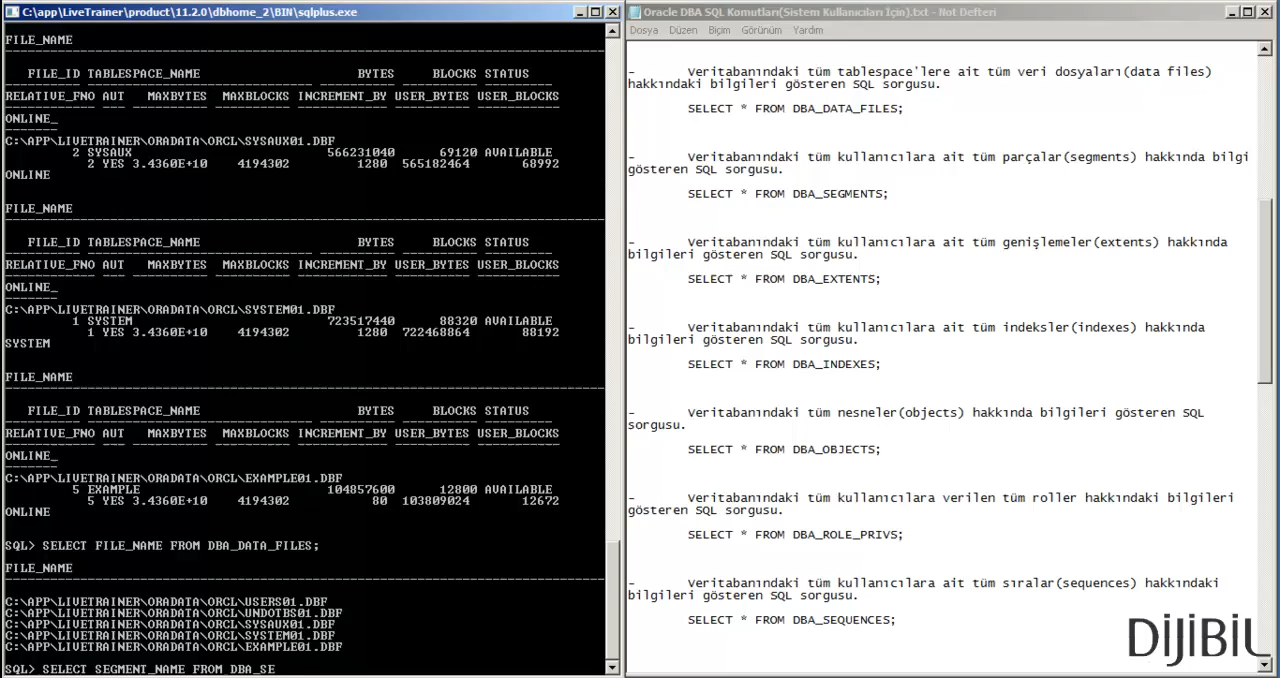 C:\app\LiveTrainer\product\11.2.0\dbhome_2\BIN\sqlplus.exe
FILE_NAME
FILE_ID TABLESPACE_NAME BYTES BLOCKS STATUS
RELATIVE_FNO AUT MAXBYTES MAXBLOCKS INCREMENT_BY USER_BYTES USER_BLOCKS
ONLINE_
C:\APP\LIVETRAINER\ORADATA\ORCL\SYSAUX01.DBF
2 SYSAUX 566231040 69120 AVAILABLE
2 YES 3.4360E+10 4194302 1280 565182464 68992
ONLINE
FILE_NAME
FILE_ID TABLESPACE_NAME BYTES BLOCKS STATUS
RELATIVE_FNO AUT MAXBYTES MAXBLOCKS INCREMENT_BY USER_BYTES USER_BLOCKS
ONLINE_
C:\APP\LIVETRAINER\ORADATA\ORCL\SYSTEM01.DBF
1 SYSTEM 723517440 88320 AVAILABLE
1 YES 3.4360E+10 4194302 1280 722468864 88192
SYSTEM
FILE_NAME
FILE_ID TABLESPACE_NAME BYTES BLOCKS STATUS
RELATIVE_FNO AUT MAXBYTES MAXBLOCKS INCREMENT_BY USER_BYTES USER_BLOCKS
ONLINE_
C:\APP\LIVETRAINER\ORADATA\ORCL\EXAMPLE01.DBF
5 EXAMPLE 104857600 12800 AVAILABLE
5 YES 3.4360E+10 4194302 80 103809024 12672
ONLINE
SQL> SELECT FILE_NAME FROM DBA_DATA_FILES;
FILE_NAME
C:\APP\LIVETRAINER\ORADATA\ORCL\USERS01.DBF
C:\APP\LIVETRAINER\ORADATA\ORCL\UNDOTBS01.DBF
C:\APP\LIVETRAINER\ORADATA\ORCL\SYSAUX01.DBF
C:\APP\LIVETRAINER\ORADATA\ORCL\SYSTEM01.DBF
C:\APP\LIVETRAINER\ORADATA\ORCL\EXAMPLE01.DBF
SQL> SELECT SEGMENT_NAME FROM DBA_SE
Oracle DBA SQL Komutları(Sistem Kullanıcıları İçin).txt - Not Defteri
Dosya Düzen Biçim Görünüm Yardım
- Veritabanındaki tüm tablespace'lere ait tüm veri dosyaları(data files)
hakkındaki bilgileri gösteren SQL sorgusu.
SELECT * FROM DBA_DATA_FILES;
- Veritabanındaki tüm kullanıcılara ait tüm parçalar(segments) hakkında bilgi
gösteren SQL sorgusu.
SELECT * FROM DBA_SEGMENTS;
- Veritabanındaki tüm kullanıcılara ait tüm genişlemeler(extents) hakkında
bilgileri gösteren SQL sorgusu.
SELECT * FROM DBA_EXTENTS;
- Veritabanındaki tüm kullanıcılara ait tüm indeksler(indexes) hakkında
bilgileri gösteren SQL sorgusu.
SELECT * FROM DBA_INDEXES;
- Veritabanındaki tüm nesneler(objects) hakkında bilgileri gösteren SQL
sorgusu.
SELECT * FROM DBA_OBJECTS;
- Veritabanındaki tüm kullanıcılara verilen tüm roller hakkındaki bilgileri
gösteren SQL sorgusu.
SELECT * FROM DBA_ROLE_PRIVS;
- Veritabanındaki tüm kullanıcılara ait tüm sıralar(sequences) hakkındaki
bilgileri gösteren SQL sorgusu.
SELECT * FROM DBA_SEQUENCES;
DiJiBiL